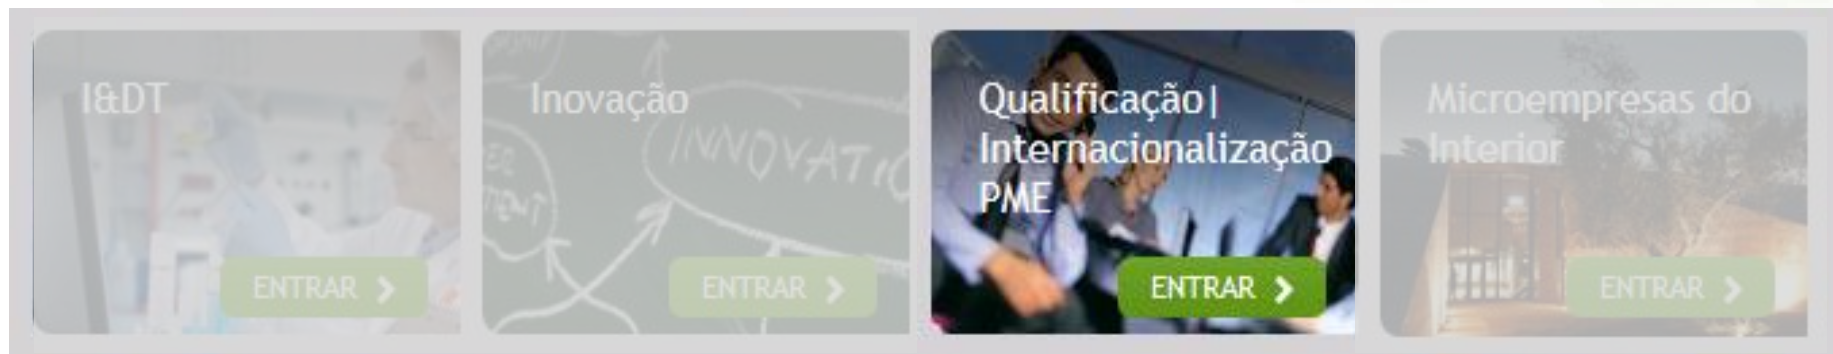 I&DT
ENTRAR
Inovação
INNOVATIO
ENTRAR
Qualificação|
Internacionalização
PME
ENTRAR
Microempresas do
Interior
ENTRAR